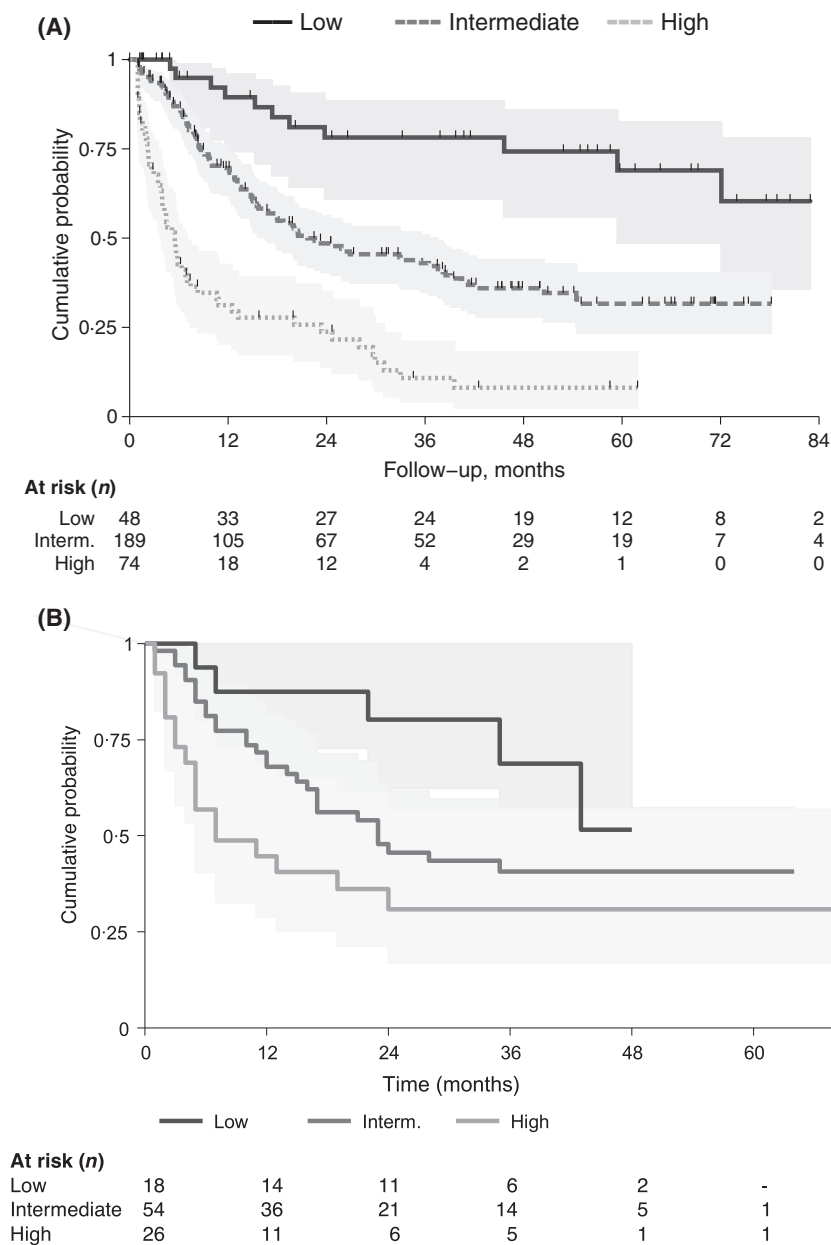 (A)
Low Intermediate High
1
0·75
0·5
0·25
0
Cumulative probability
0 12 24 36 48 60 72 84
Follow–up, months
At risk (n)
Low 48 33 27 24 19 12 8 2
Interm. 189 105 67 52 29 19 7 4
High 74 18 12 4 2 1 0 0
(B)
1
0·75
0·5
0·25
0
Cumulative probability
0 12 24 36 48 60
Time (months)
Low Interm. High
At risk (n)
Low 18 14 11 6 2 -
Intermediate 54 36 21 14 5 1
High 26 11 6 5 1 1